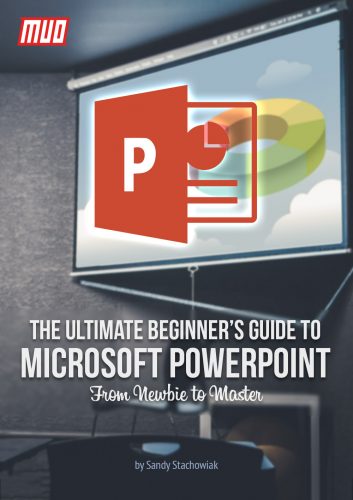 MUO
P
THE ULTIMATE BEGINNER'S GUIDE TO
MICROSOFT POWERPOINT
From Newbie to Master
by Sandy Stachowiak